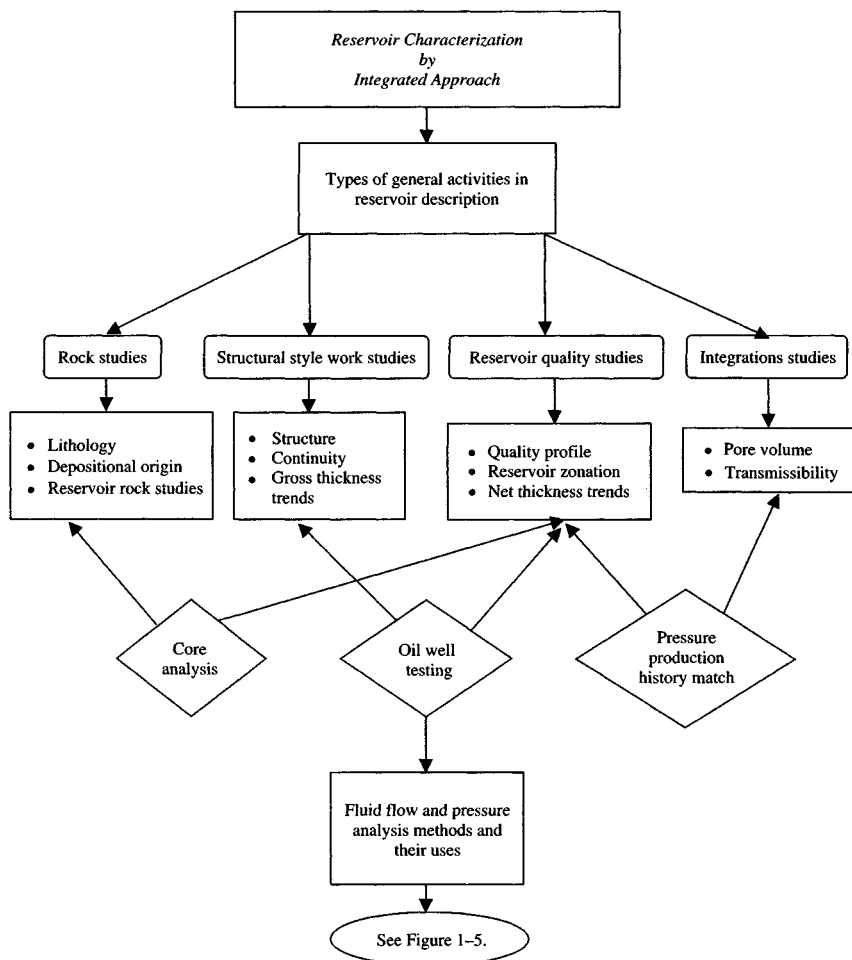 Reservoir Characterization
by
Integrated Approach
Types of general activities in
reservoir description
Rock studies
Structural style work studies
Reservoir quality studies
Integrations studies
• Lithology
• Depositional origin
• Reservoir rock studies
• Structure
• Continuity
• Gross thickness
trends
• Quality profile
• Reservoir zonation
• Net thickness trends
• Pore volume
• Transmissibility
Core
analysis
Oil well
testing
Pressure
production
history match
Fluid flow and pressure
analysis methods and
their uses
See Figure 1–5.